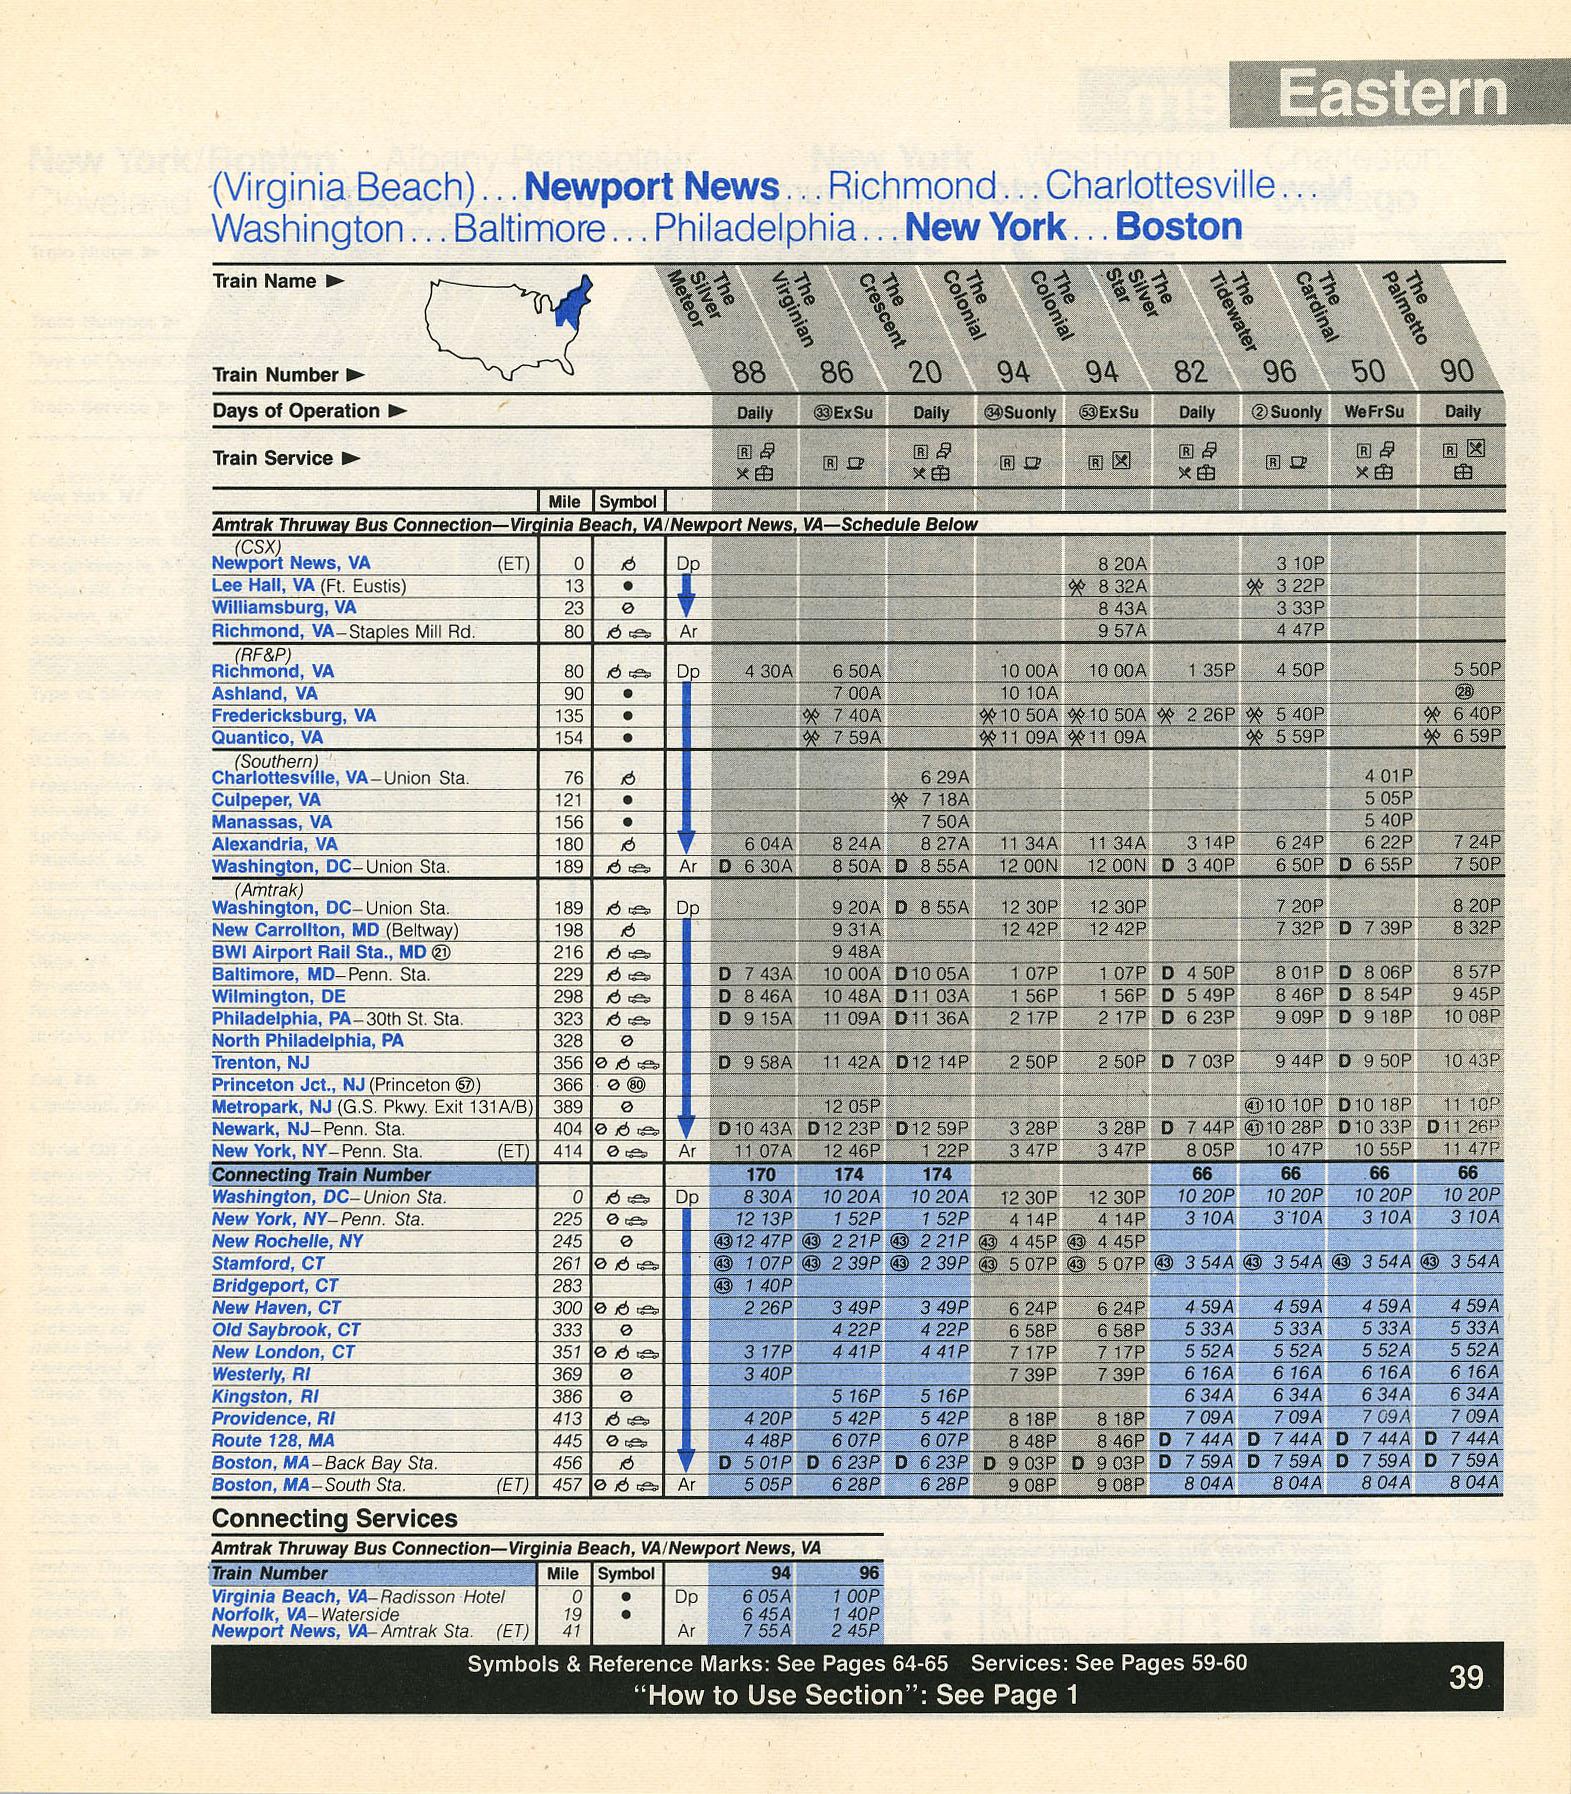 Eastern
(Virginia Beach)...Newport News...Richmond...Charlottesville...
Washington...Baltimore...Philadelphia...New York...Boston
Train Name ► The Silver Meteor The Virginian The Crescent The Colonial The Colonial The Silver Star The Tidewater The Cardinal The Palmetto
Train Number ► 88 86 20 94 94 82 96 50 90
Days of Operation ► Daily ㉝ExSu Daily ㉞Su only ㊼ExSu Daily ②Su only WeFrSu Daily
Train Service ► R R R R R R R R R
Mile Symbol
Amtrak Thruway Bus Connection—Virginia Beach, VA/Newport News, VA—Schedule Below
(CSX)
Newport News, VA (ET) 0 Dp 8 20A 3 10P
Lee Hall, VA (Ft. Eustis) 13 ● 8 32A 3 22P
Williamsburg, VA 23 8 43A 3 33P
Richmond, VA–Staples Mill Rd. 80 Ar 9 57A 4 47P
(RF&P)
Richmond, VA 80 Dp 4 30A 6 50A 10 00A 10 00A 1 35P 4 50P 5 50P
Ashland, VA 90 ● 7 00A 10 10A ㉘
Fredericksburg, VA 135 ● 7 40A 10 50A 10 50A 2 26P 5 40P 6 40P
Quantico, VA 154 ● 7 59A 11 09A 11 09A 5 59P 6 59P
(Southern)
Charlottesville, VA–Union Sta. 76 6 29A 4 01P
Culpeper, VA 121 ● 7 18A 5 05P
Manassas, VA 156 ● 7 50A 5 40P
Alexandria, VA 180 6 04A 8 24A 8 27A 11 34A 11 34A 3 14P 6 24P 6 22P 7 24P
Washington, DC–Union Sta. 189 Ar D 6 30A 8 50A D 8 55A 12 00N 12 00N D 3 40P 6 50P D 6 55P 7 50P
(Amtrak)
Washington, DC–Union Sta. 189 Dp 9 20A D 8 55A 12 30P 12 30P 7 20P 8 20P
New Carrollton, MD (Beltway) 198 9 31A 12 42P 12 42P 7 32P D 7 39P 8 32P
BWI Airport Rail Sta., MD ㉑ 216 9 48A
Baltimore, MD–Penn. Sta. 229 D 7 43A 10 00A D10 05A 1 07P 1 07P D 4 50P 8 01P D 8 06P 8 57P
Wilmington, DE 298 D 8 46A 10 48A D11 03A 1 56P 1 56P D 5 49P 8 46P D 8 54P 9 45P
Philadelphia, PA–30th St. Sta. 323 D 9 15A 11 09A D11 36A 2 17P 2 17P D 6 23P 9 09P D 9 18P 10 08P
North Philadelphia, PA 328
Trenton, NJ 356 D 9 58A 11 42A D12 14P 2 50P 2 50P D 7 03P 9 44P D 9 50P 10 43P
Princeton Jct., NJ (Princeton 57) 366 80
Metropark, NJ (G.S. Pkwy. Exit 131A/B) 389 12 05P ㊶10 10P D10 18P 11 10P
Newark, NJ–Penn. Sta. 404 D10 43A D12 23P D12 59P 3 28P 3 28P D 7 44P ㊶10 28P D10 33P D11 26P
New York, NY–Penn. Sta. (ET) 414 Ar 11 07A 12 46P 1 22P 3 47P 3 47P 8 05P 10 47P 10 55P 11 47P
Connecting Train Number 170 174 174 66 66 66 66
Washington, DC–Union Sta. 0 Dp 8 30A 10 20A 10 20A 12 30P 12 30P 10 20P 10 20P 10 20P 10 20P
New York, NY–Penn. Sta. 225 12 13P 1 52P 1 52P 4 14P 4 14P 3 10A 3 10A 3 10A 3 10A
New Rochelle, NY 245 ㊸12 47P ㊸ 2 21P ㊸ 2 21P ㊸ 4 45P ㊸ 4 45P
Stamford, CT 261 ㊸ 1 07P ㊸ 2 39P ㊸ 2 39P ㊸ 5 07P ㊸ 5 07P ㊸ 3 54A ㊸ 3 54A ㊸ 3 54A ㊸ 3 54A
Bridgeport, CT 283 ㊸ 1 40P
New Haven, CT 300 2 26P 3 49P 3 49P 6 24P 6 24P 4 59A 4 59A 4 59A 4 59A
Old Saybrook, CT 333 4 22P 4 22P 6 58P 6 58P 5 33A 5 33A 5 33A 5 33A
New London, CT 351 3 17P 4 41P 4 41P 7 17P 7 17P 5 52A 5 52A 5 52A 5 52A
Westerly, RI 369 3 40P 7 39P 7 39P 6 16A 6 16A 6 16A 6 16A
Kingston, RI 386 5 16P 5 16P 6 34A 6 34A 6 34A 6 34A
Providence, RI 413 4 20P 5 42P 5 42P 8 18P 8 18P 7 09A 7 09A 7 09A 7 09A
Route 128, MA 445 4 48P 6 07P 6 07P 8 48P 8 46P D 7 44A D 7 44A D 7 44A D 7 44A
Boston, MA–Back Bay Sta. 456 D 5 01P D 6 23P D 6 23P D 9 03P D 9 03P D 7 59A D 7 59A D 7 59A D 7 59A
Boston, MA–South Sta. (ET) 457 Ar 5 05P 6 28P 6 28P 9 08P 9 08P 8 04A 8 04A 8 04A 8 04A
Connecting Services
Amtrak Thruway Bus Connection—Virginia Beach, VA/Newport News, VA
Train Number Mile Symbol 94 96
Virginia Beach, VA–Radisson Hotel 0 ● Dp 6 05A 1 00P
Norfolk, VA–Waterside 19 ● 6 45A 1 40P
Newport News, VA–Amtrak Sta. (ET) 41 Ar 7 55A 2 45P
Symbols & Reference Marks: See Pages 64-65 Services: See Pages 59-60
"How to Use Section": See Page 1
39